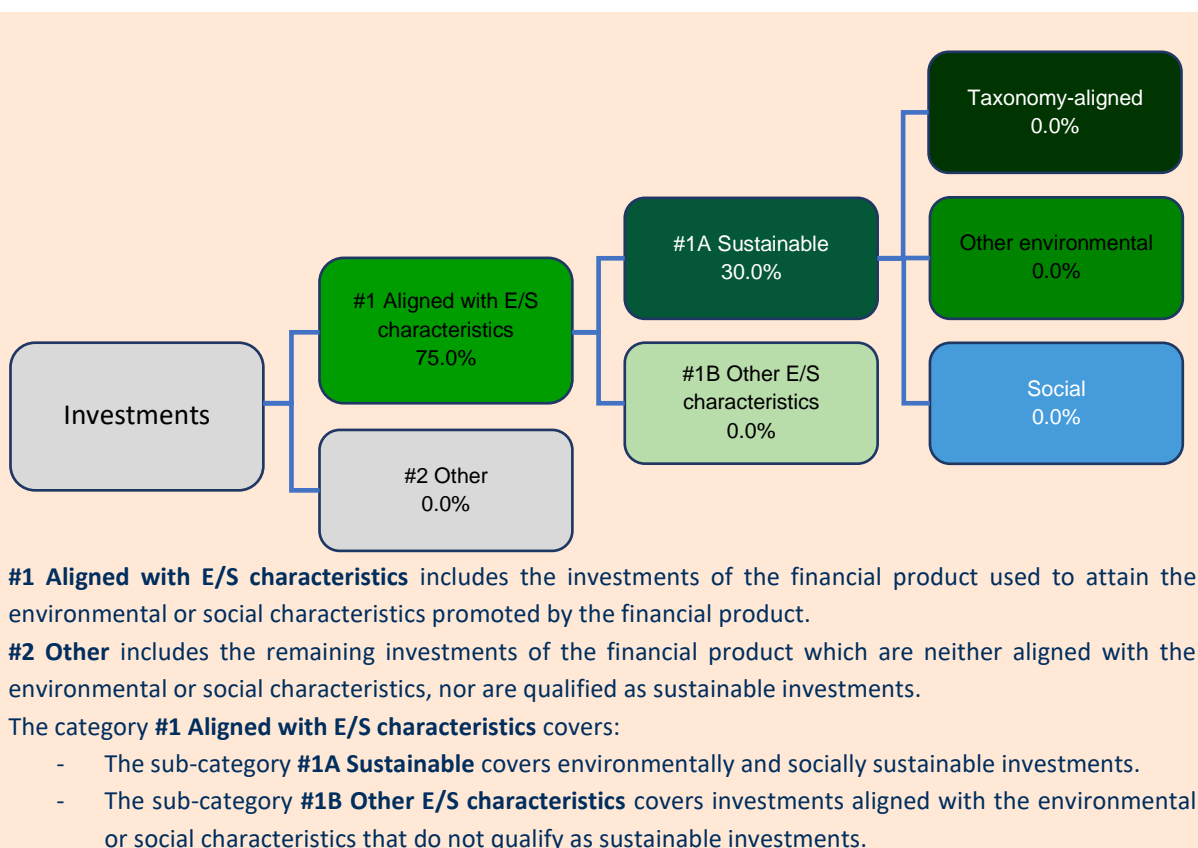 Investments
#1 Aligned with E/S
characteristics
75.0%
#2 Other
0.0%
#1A Sustainable
30.0%
#1B Other E/S
characteristics
0.0%
Taxonomy-aligned
0.0%
Other environmental
0.0%
Social
0.0%
#1 Aligned with E/S characteristics includes the investments of the financial product used to attain the
environmental or social characteristics promoted by the financial product.
#2 Other includes the remaining investments of the financial product which are neither aligned with the
environmental or social characteristics, nor are qualified as sustainable investments.
The category #1 Aligned with E/S characteristics covers:
- The sub-category #1A Sustainable covers environmentally and socially sustainable investments.
- The sub-category #1B Other E/S characteristics covers investments aligned with the environmental
or social characteristics that do not qualify as sustainable investments.